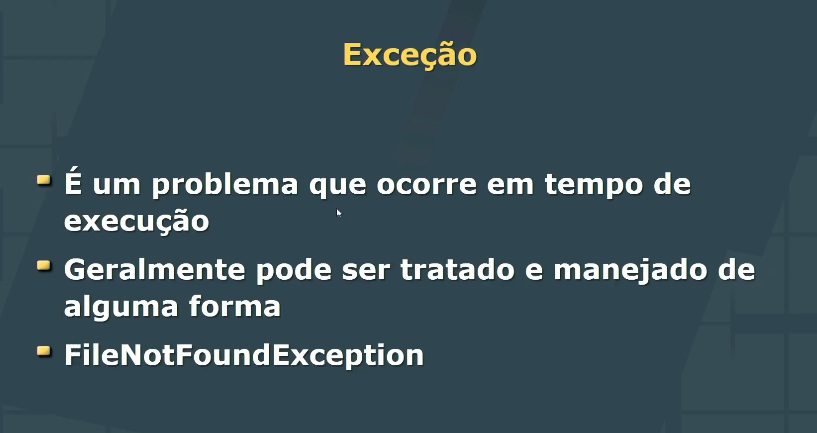 Exceção
É um problema que ocorre em tempo de
execução
Geralmente pode ser tratado e manejado de
alguma forma
FileNotFoundException